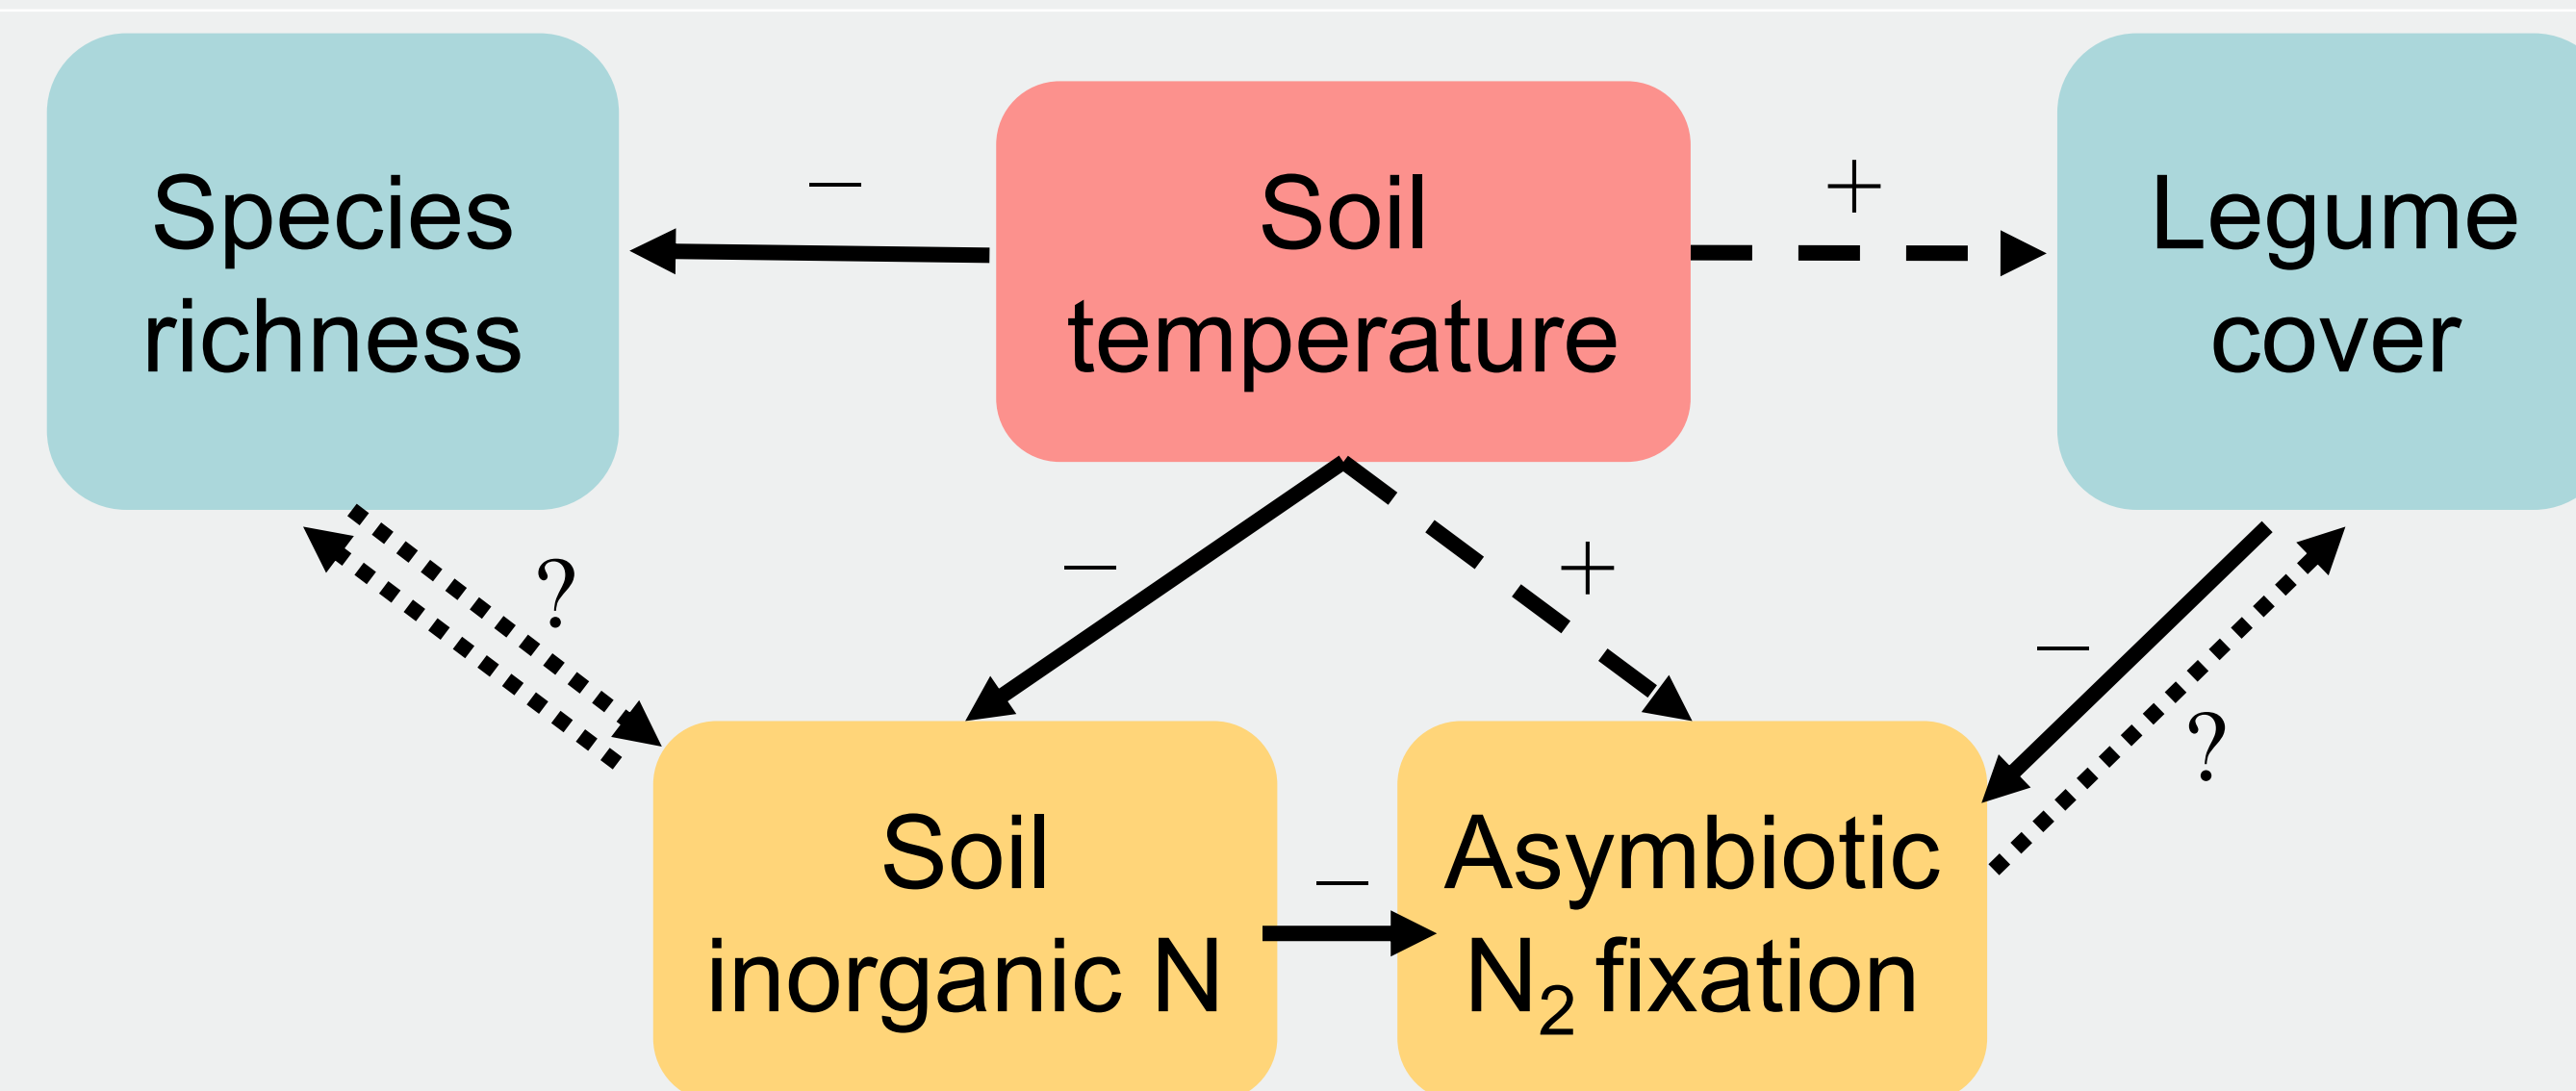 Species
richness
–
Soil
temperature
+
Legume
cover
?
–
+
–
?
Soil
inorganic N
–
Asymbiotic
N₂ fixation